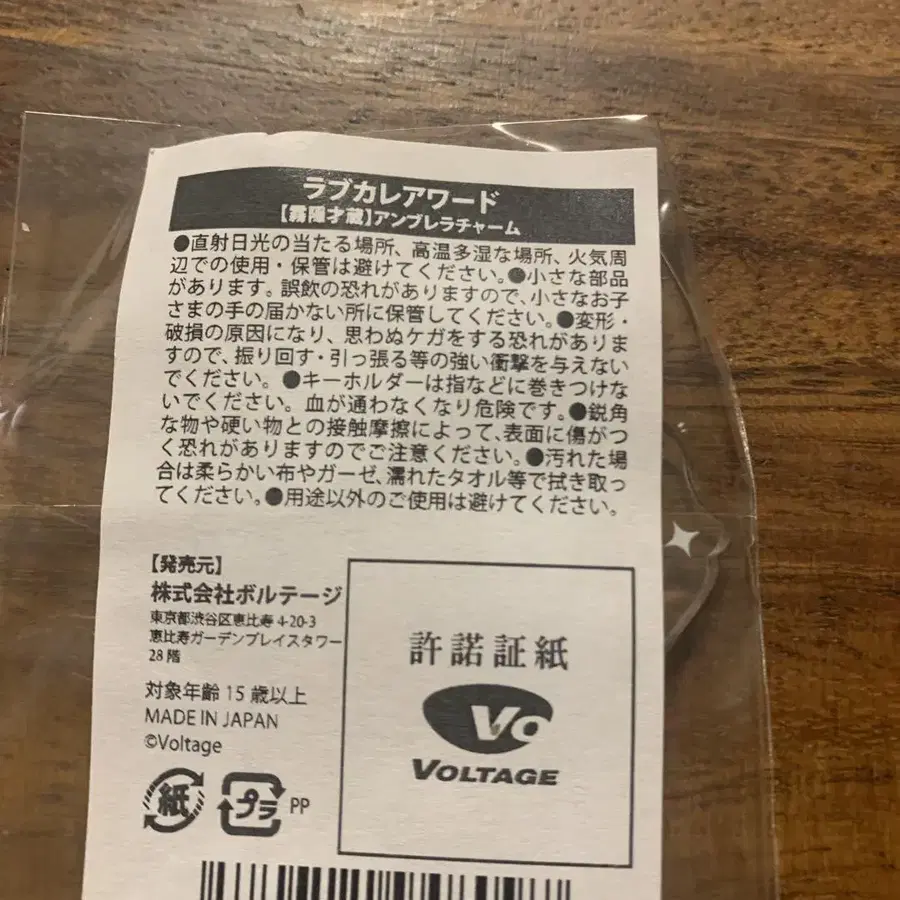 ラブカレアワード
【霧隠才蔵】アンブレラチャーム
●直射日光の当たる場所、高温多湿な場所、火気周
辺での使用・保管は避けてください。●小さな部品
があります。誤飲の恐れがありますので、小さなお子
さまの手の届かない所に保管してください。●変形・
破損の原因になり、思わぬケガをする恐れがありま
すので、振り回す・引っ張る等の強い衝撃を与えない
でください。●キーホルダーは指などに巻きつけな
いでください。血が通わなくなり危険です。●鋭角
な物や硬い物との接触摩擦によって、表面に傷がつ
く恐れがありますのでご注意ください。●汚れた場
合は柔らかい布やガーゼ、濡れたタオル等で拭き取っ
てください。●用途以外のご使用は避けてください。
【発売元】
株式会社ボルテージ
東京都渋谷区恵比寿 4-20-3
恵比寿ガーデンプレイスタワー
28 階
対象年齢 15 歳以上
MADE IN JAPAN
©Voltage
紙
プラ PP
許諾証紙
Vo
VOLTAGE